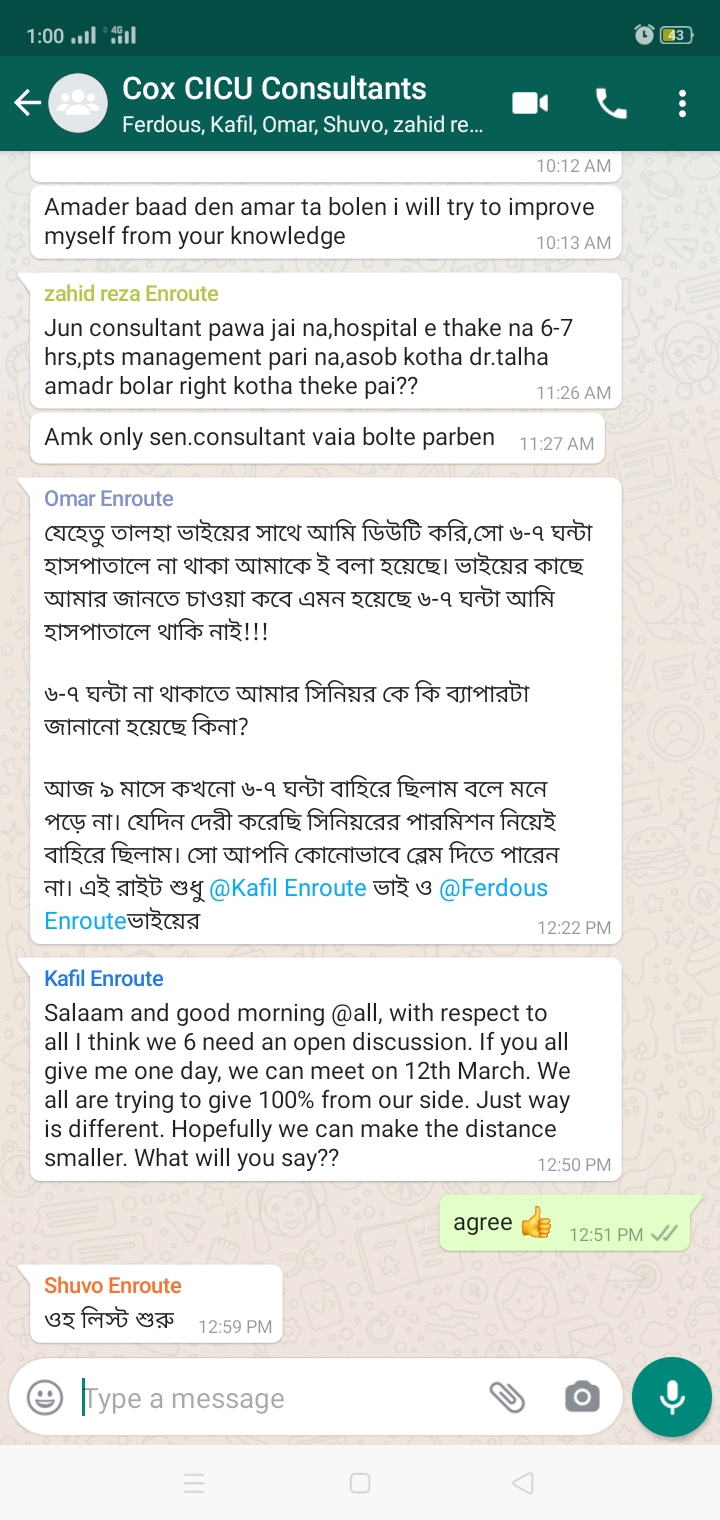 1:00 4G 43
Cox CICU Consultants
Ferdous, Kafil, Omar, Shuvo, zahid re...
10:12 AM
Amader baad den amar ta bolen i will try to improve
myself from your knowledge
10:13 AM
zahid reza Enroute
Jun consultant pawa jai na,hospital e thake na 6-7
hrs,pts management pari na,asob kotha dr.talha
amadr bolar right kotha theke pai??
11:26 AM
Amk only sen.consultant vaia bolte parben
11:27 AM
Omar Enroute
যেহেতু তালহা ভাইয়ের সাথে আমি ডিউটি করি,সো ৬-৭ ঘন্টা
হাসপাতালে না থাকা আমাকে ই বলা হয়েছে। ভাইয়ের কাছে
আমার জানতে চাওয়া কবে এমন হয়েছে ৬-৭ ঘন্টা আমি
হাসপাতালে থাকি নাই!!!
৬-৭ ঘন্টা না থাকাতে আমার সিনিয়র কে কি ব্যাপারটা
জানানো হয়েছে কিনা?
আজ ৯ মাসে কখনো ৬-৭ ঘন্টা বাহিরে ছিলাম বলে মনে
পড়ে না। যেদিন দেরী করেছি সিনিয়রের পারমিশন নিয়েই
বাহিরে ছিলাম। সো আপনি কোনোভাবে ব্লেম দিতে পারেন
না। এই রাইট শুধু @Kafil Enroute ভাই ও @Ferdous
Enrouteভাইয়ের
12:22 PM
Kafil Enroute
Salaam and good morning @all, with respect to
all I think we 6 need an open discussion. If you all
give me one day, we can meet on 12th March. We
all are trying to give 100% from our side. Just way
is different. Hopefully we can make the distance
smaller. What will you say??
12:50 PM
agree 👍 12:51 PM
Shuvo Enroute
ওহ লিস্ট শুরু 12:59 PM
Type a message